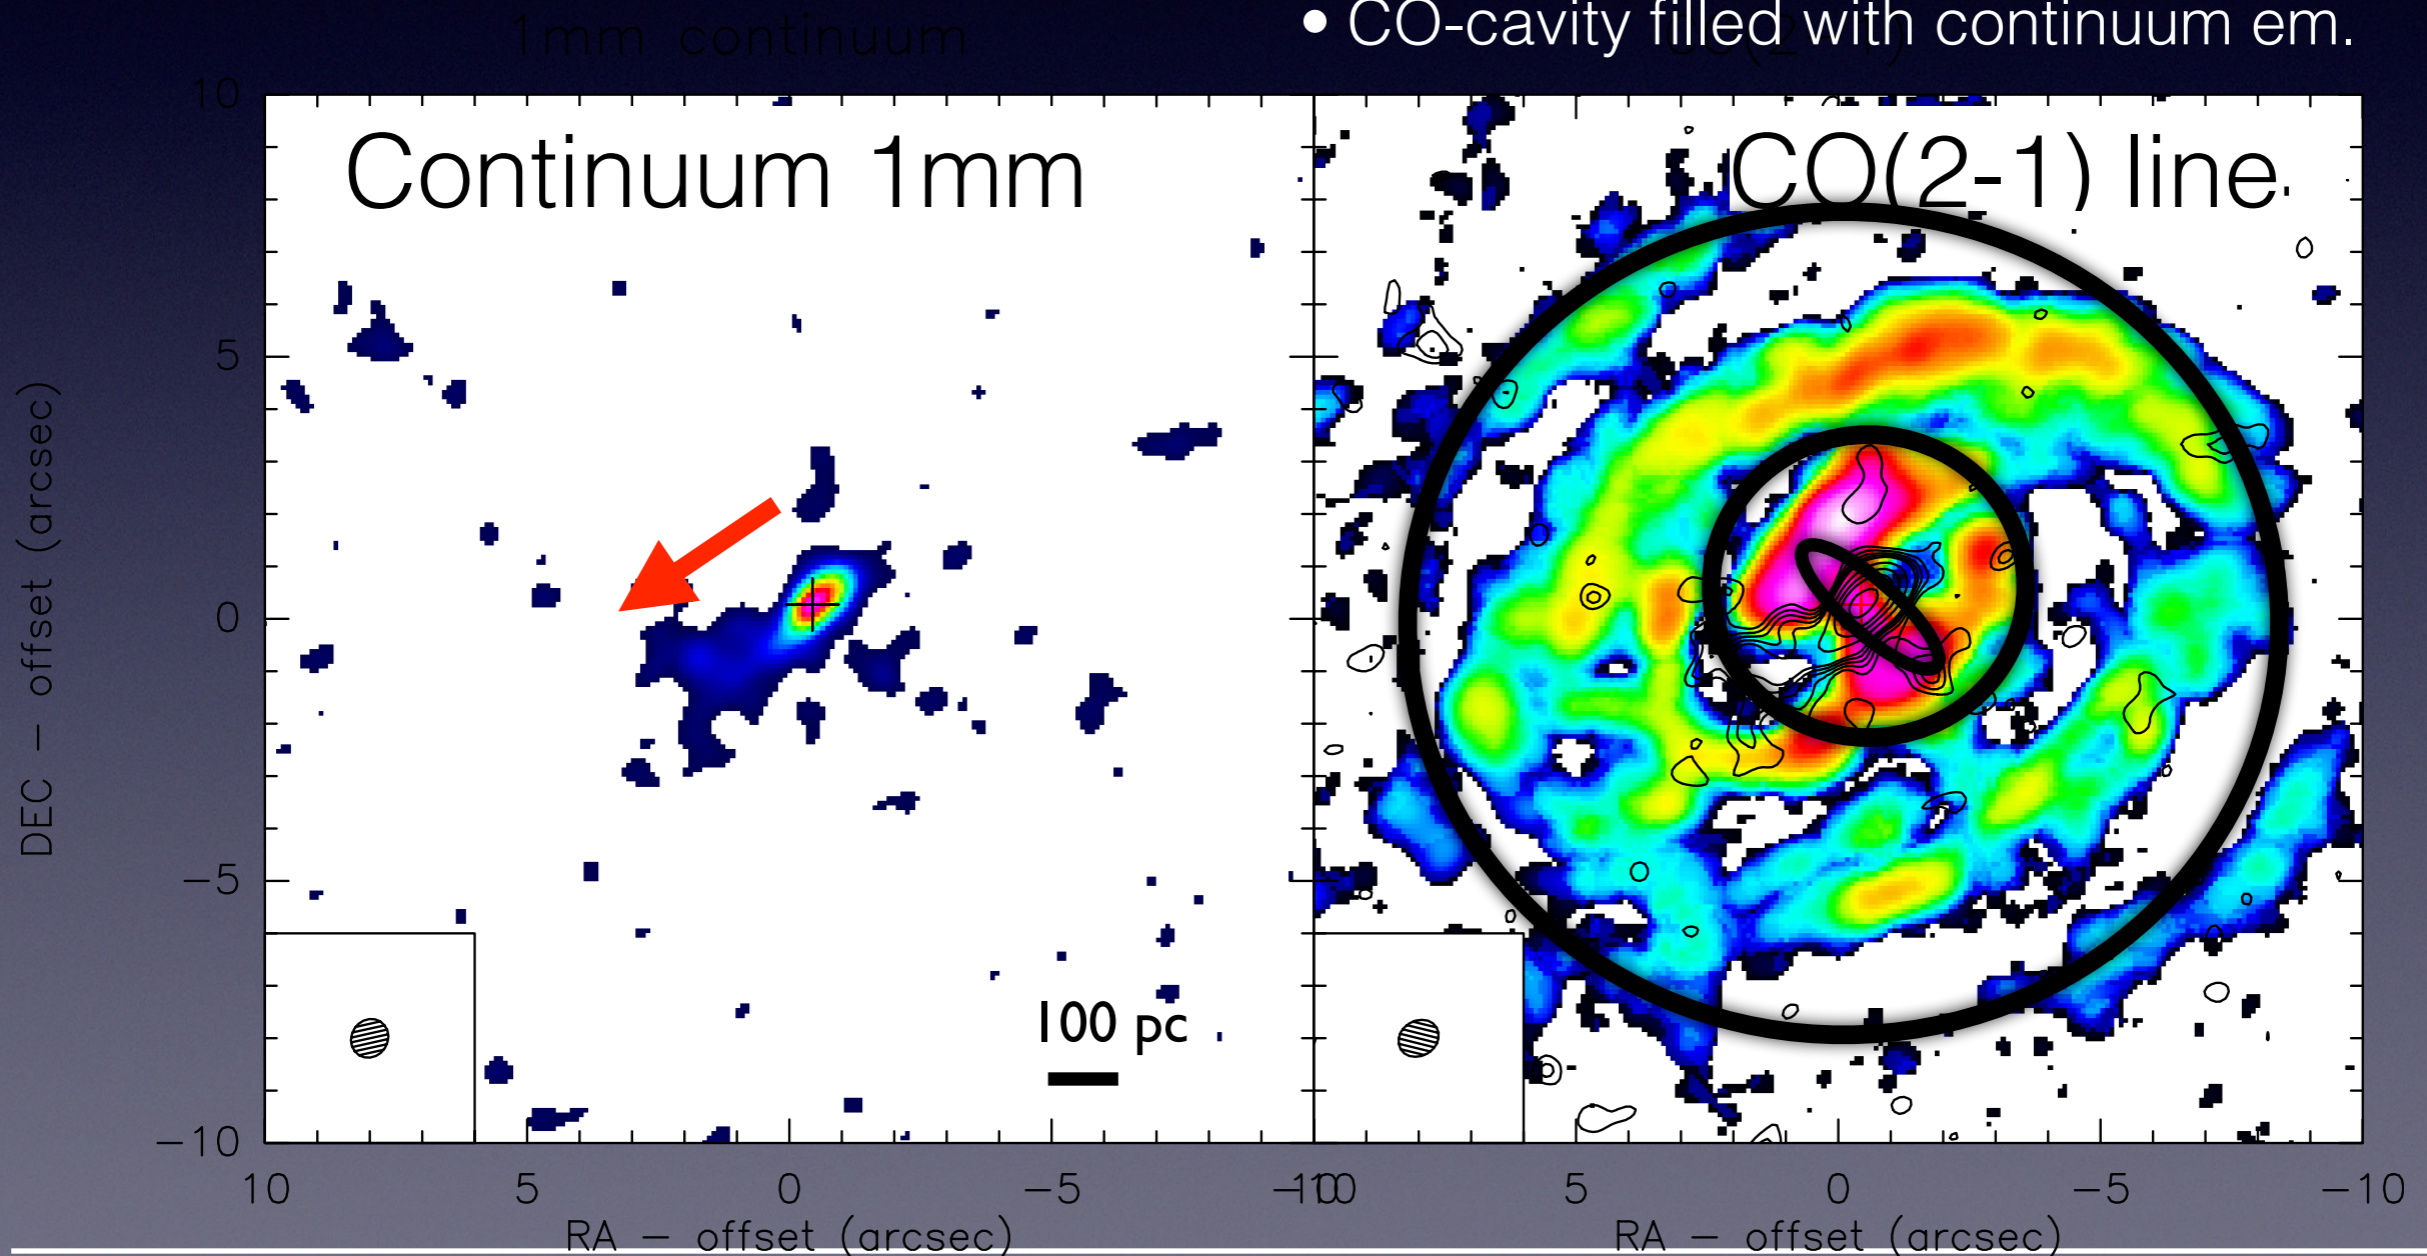 1mm continuum
• CO-cavity filled with continuum em.
Continuum 1mm
CO(2-1) line
DEC – offset (arcsec)
10
5
0
−5
−10
100 pc
10
5
0
−5
−10
10
5
0
−5
−10
RA – offset (arcsec)
RA – offset (arcsec)